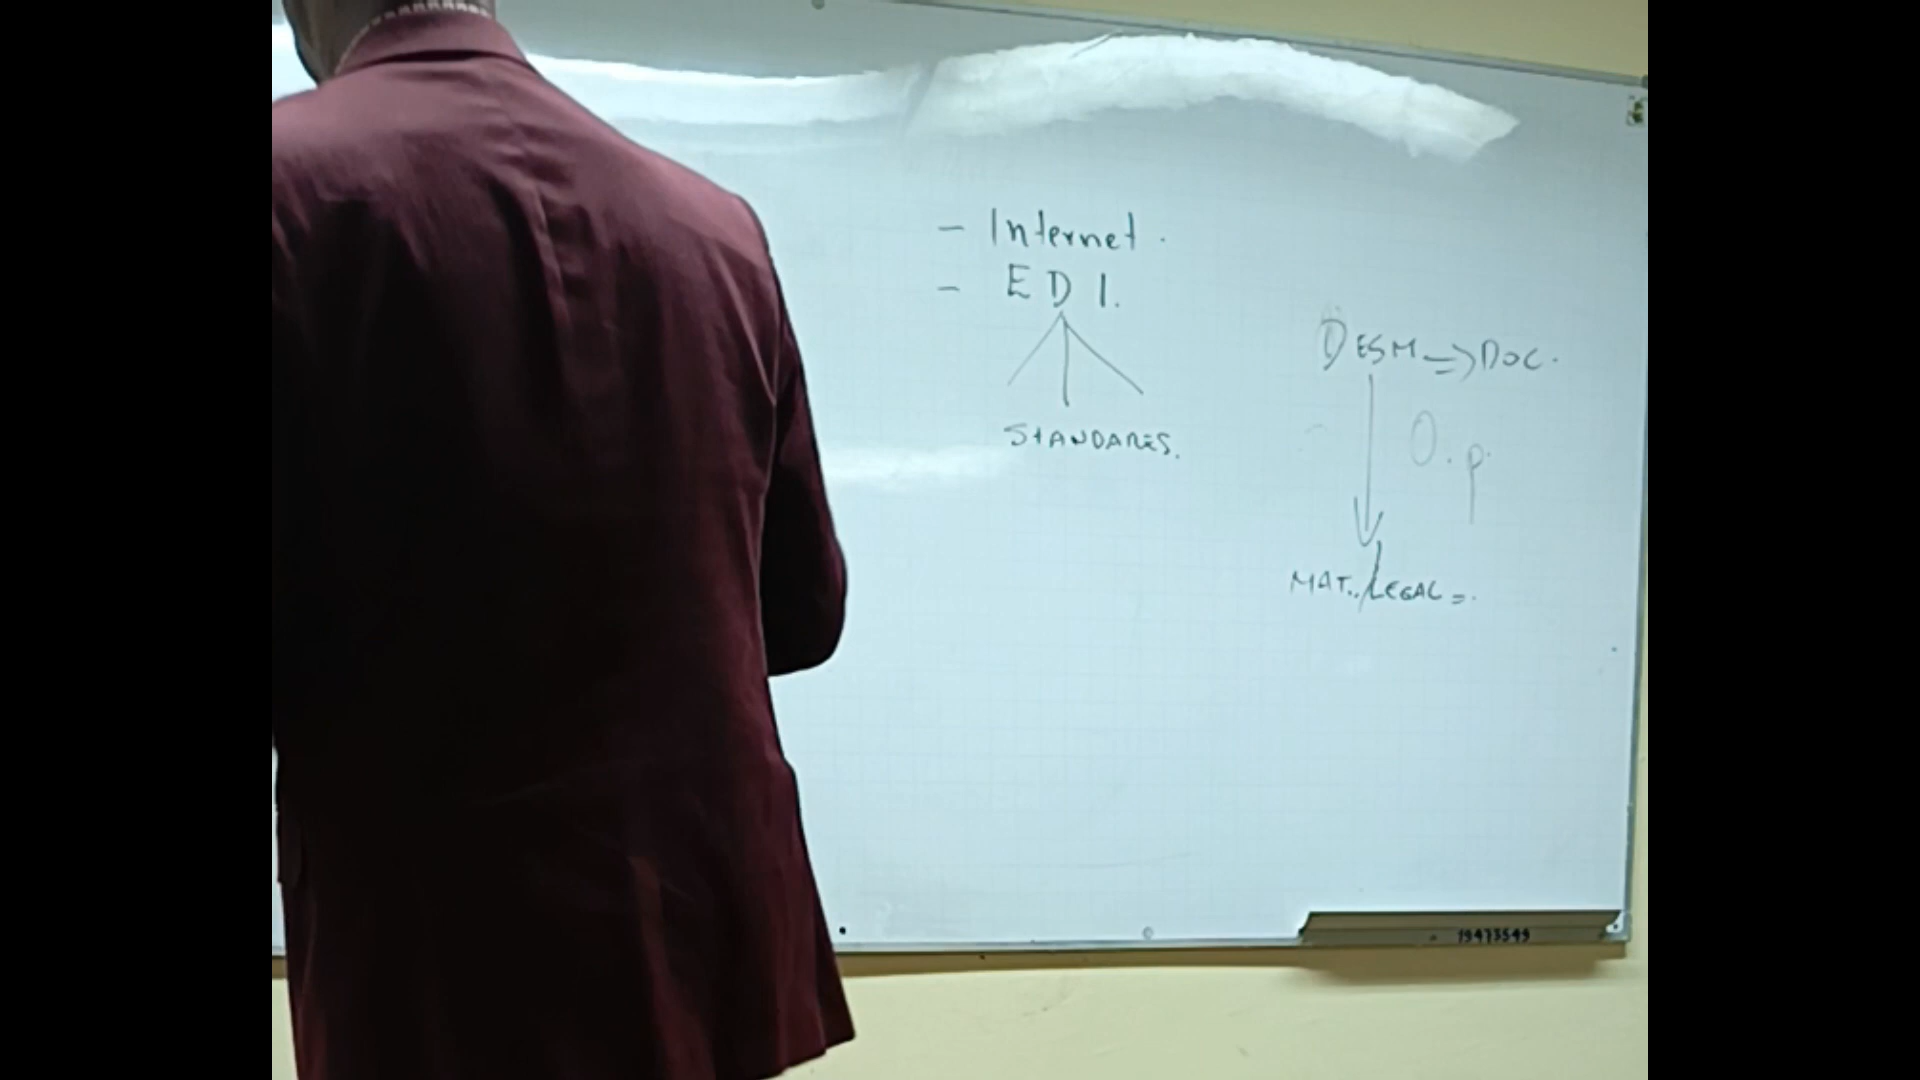 - Internet.
- EDI.
STANDARES.
DESM => DOC.
O.p.
MAT../LEGAL =.
19473549